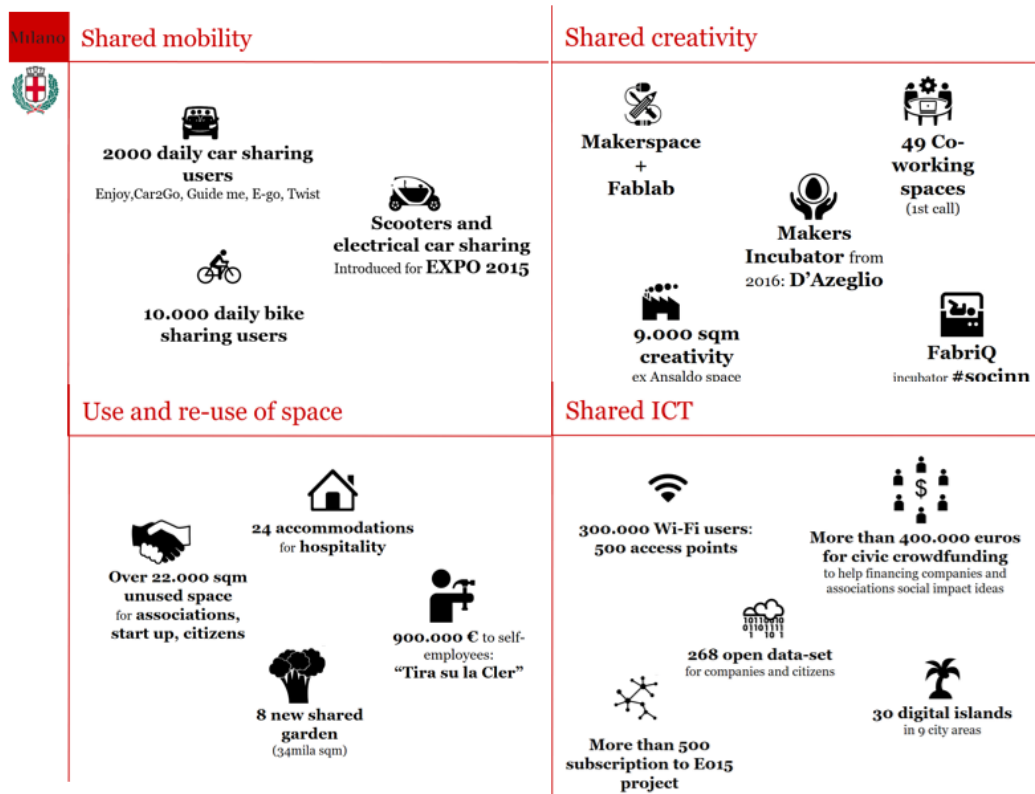 Milano
Shared mobility
2000 daily car sharing
users
Enjoy,Car2Go, Guide me, E-go, Twist
Scooters and
electrical car sharing
Introduced for EXPO 2015
10.000 daily bike
sharing users
Shared creativity
Makerspace
+
Fablab
49 Co-
working
spaces
(1st call)
Makers
Incubator from
2016: D'Azeglio
9.000 sqm
creativity
ex Ansaldo space
FabriQ
incubator #socinn
Use and re-use of space
24 accommodations
for hospitality
Over 22.000 sqm
unused space
for associations,
start up, citizens
900.000 € to self-
employees:
“Tira su la Cler”
8 new shared
garden
(34mila sqm)
Shared ICT
300.000 Wi-Fi users:
500 access points
$
More than 400.000 euros
for civic crowdfunding
to help financing companies and
associations social impact ideas
10110010
011 01111
1 10 1
268 open data-set
for companies and citizens
More than 500
subscription to E015
project
30 digital islands
in 9 city areas